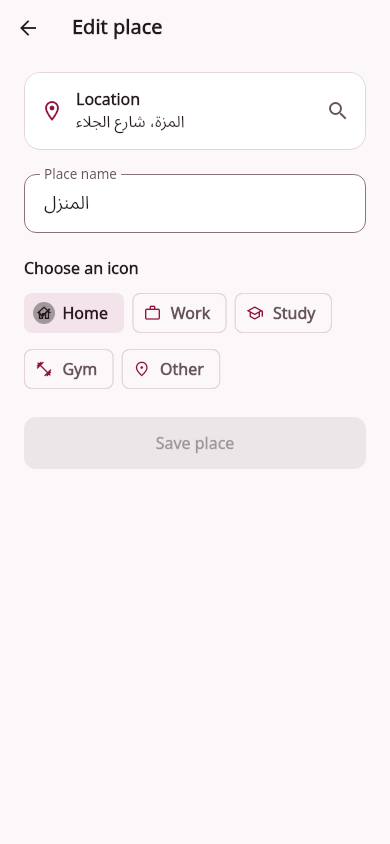 Edit place
Location
المزة، شارع الجلاء
Place name
المنزل
Choose an icon
Home
Work
Study
Gym
Other
Save place